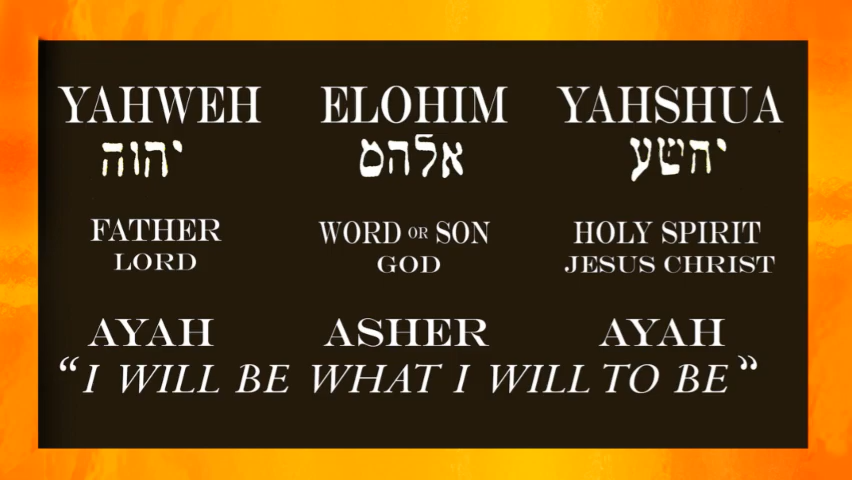 YAHWEH ELOHIM YAHSHUA
יהוה אלהם יהשע
FATHER WORD OR SON HOLY SPIRIT
LORD GOD JESUS CHRIST
AYAH ASHER AYAH
“I WILL BE WHAT I WILL TO BE”